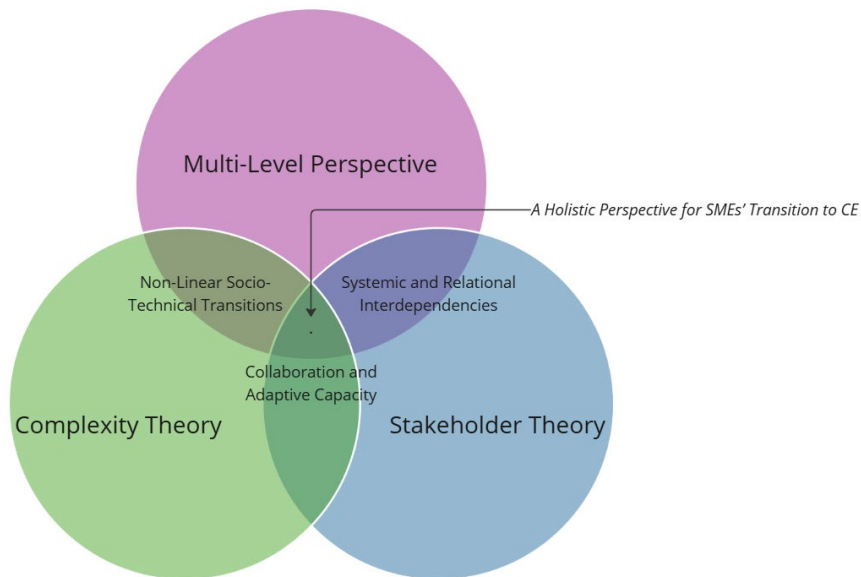 Multi-Level Perspective
A Holistic Perspective for SMEs’ Transition to CE
Non-Linear Socio-
Technical Transitions
Systemic and Relational
Interdependencies
Collaboration and
Adaptive Capacity
Complexity Theory
Stakeholder Theory